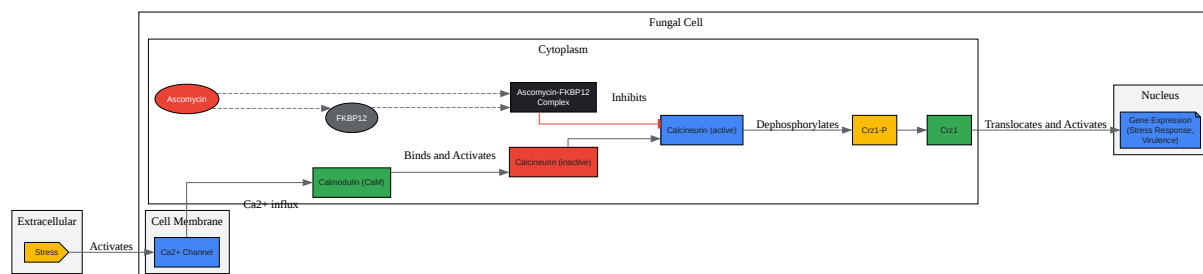 Fungal Cell
Cytoplasm
Ascomycin
FKBP12
Ascomycin-FKBP12
Complex
Inhibits
Calcineurin (active)
Dephosphorylates
Crz1-P
Crz1
Translocates and Activates
Nucleus
Gene Expression
(Stress Response,
Virulence)
Binds and Activates
Calcineurin (inactive)
Calmodulin (CaM)
Ca2+ influx
Extracellular
Stress
Activates
Cell Membrane
Ca2+ Channel